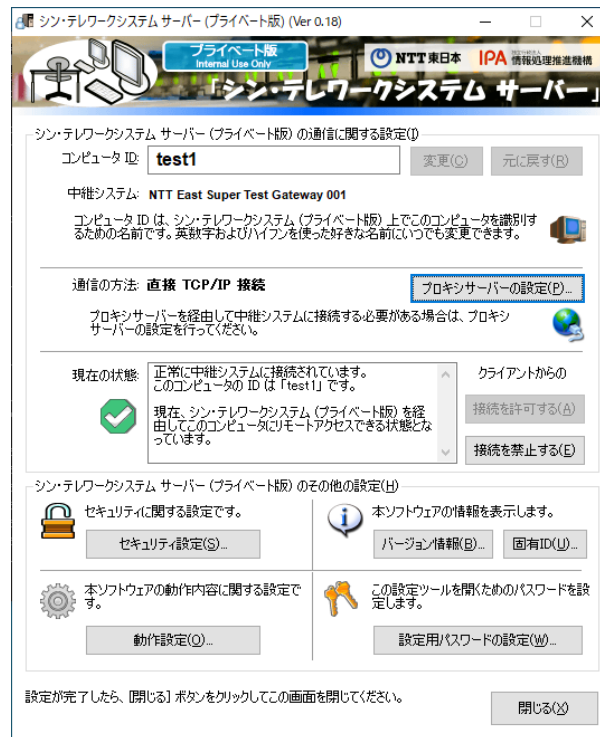 シン・テレワークシステム サーバー (プライベート版) (Ver 0.18)
プライベート版
Internal Use Only
NTT東日本 IPA 情報処理推進機構
「シン・テレワークシステム サーバー」
シン・テレワークシステム サーバー (プライベート版) の通信に関する設定(I)
コンピュータ ID: test1 変更(C) 元に戻す(R)
中継システム: NTT East Super Test Gateway 001
コンピュータ ID は、シン・テレワークシステム (プライベート版) 上でこのコンピュータを識別す
るための名前です。英数字およびハイフンを使った好きな名前にいつでも変更できます。
通信の方法: 直接 TCP/IP 接続 プロキシサーバーの設定(P)...
プロキシサーバーを経由して中継システムに接続する必要がある場合は、プロキシ
サーバーの設定を行ってください。
現在の状態: 正常に中継システムに接続されています。
このコンピュータの ID は「test1」です。
現在、シン・テレワークシステム (プライベート版) を経
由してこのコンピュータにリモートアクセスできる状態とな
っています。
クライアントからの
接続を許可する(A)
接続を禁止する(E)
シン・テレワークシステム サーバー (プライベート版) のその他の設定(H)
セキュリティに関する設定です。
セキュリティ設定(S)...
本ソフトウェアの情報を表示します。
バージョン情報(B)... 固有ID(U)...
本ソフトウェアの動作内容に関する設定で
す。
動作設定(O)...
この設定ツールを開くためのパスワードを設
定します。
設定用パスワードの設定(W)...
設定が完了したら、[閉じる] ボタンをクリックしてこの画面を閉じてください。
閉じる(X)